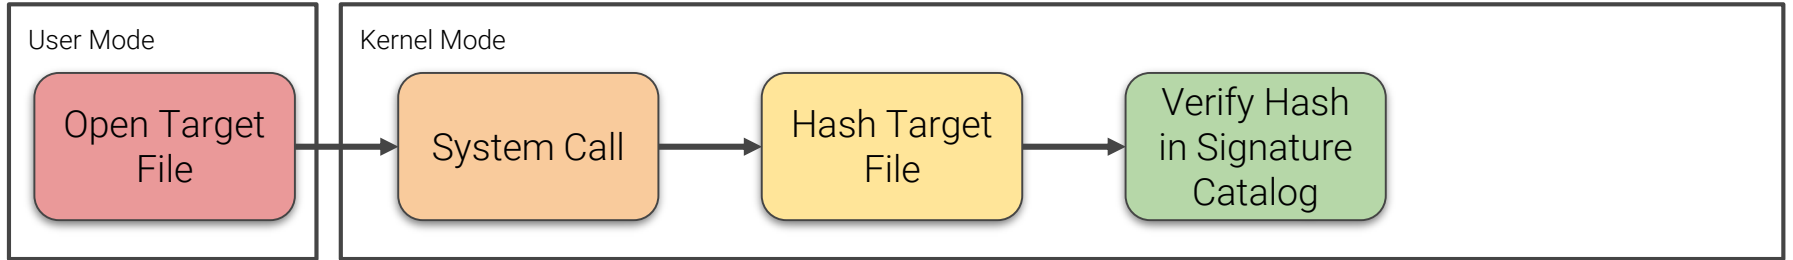 User Mode
Kernel Mode
Open Target
File
System Call
Hash Target
File
Verify Hash
in Signature
Catalog